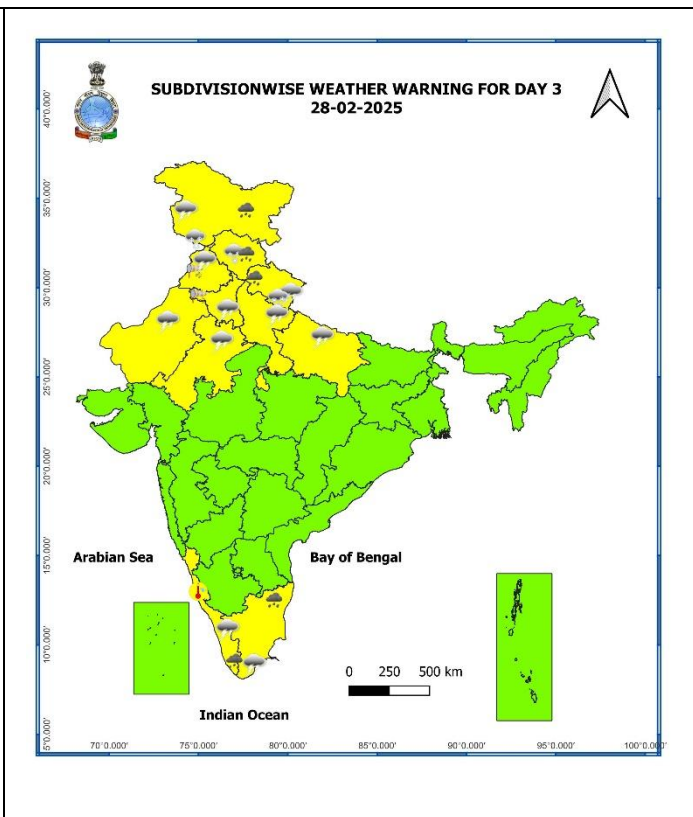 SUBDIVISIONWISE WEATHER WARNING FOR DAY 3
28-02-2025
40°0.000'
35°0.000'
30°0.000'
25°0.000'
20°0.000'
15°0.000'
10°0.000'
5°0.000'
Arabian Sea
Bay of Bengal
0 250 500 km
Indian Ocean
70°0.000' 75°0.000' 80°0.000' 85°0.000' 90°0.000' 95°0.000' 100°0.000'